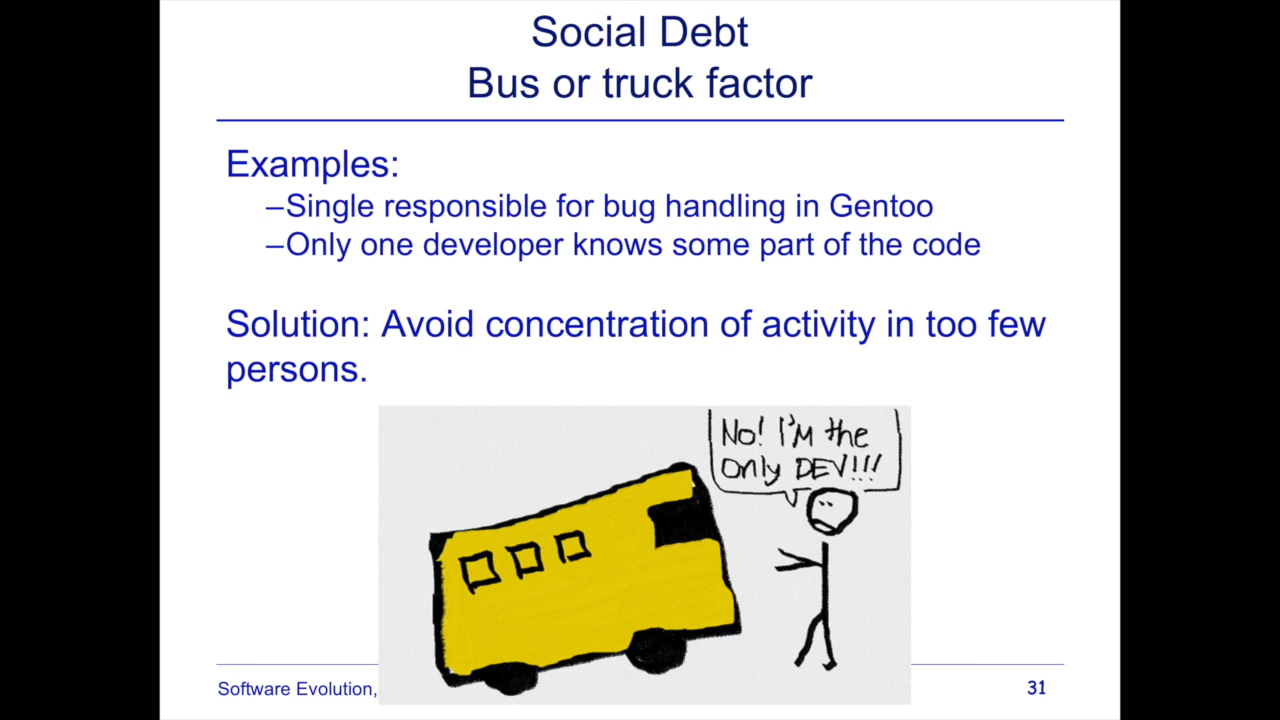 Social Debt
Bus or truck factor
Examples:
–Single responsible for bug handling in Gentoo
–Only one developer knows some part of the code
Solution: Avoid concentration of activity in too few
persons.
No! I'M the
Only DEV!!!
Software Evolution,
31